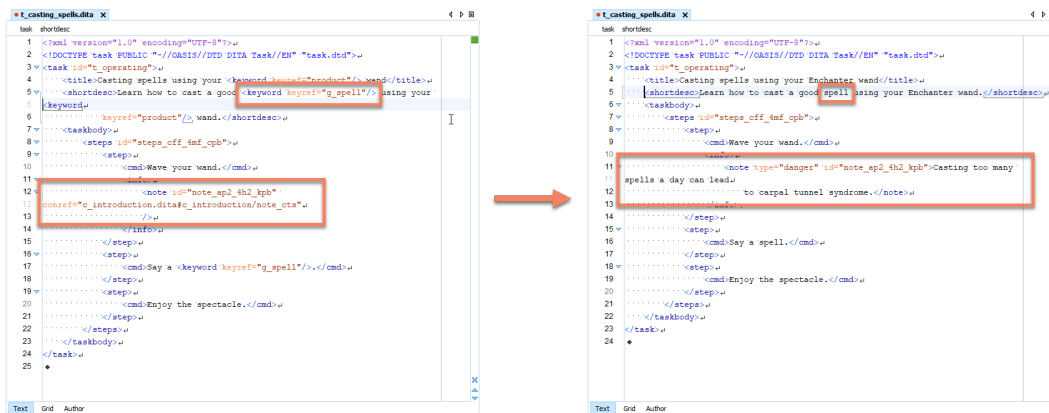 t_casting_spells.dita
task shortdesc
1 <?xml version="1.0" encoding="UTF-8"?>
2 <!DOCTYPE task PUBLIC "-//OASIS//DTD DITA Task//EN" "task.dtd">
3 <task id="t_operating">
4 <title>Casting spells using your <keyword keyref="product"/> wand</title>
5 <shortdesc>Learn how to cast a good <keyword keyref="g_spell"/> using your
5 <keyword
6 keyref="product"/> wand.</shortdesc>
7 <taskbody>
8 <steps id="steps_cff_4mf_cpb">
9 <step>
10 <cmd>Wave your wand.</cmd>
11 <info>
12 <note id="note_ap2_4h2_kpb"
12 conref="c_introduction.dita#c_introduction/note_cts"
13 />
14 </info>
15 </step>
16 <step>
17 <cmd>Say a <keyword keyref="g_spell"/>.</cmd>
18 </step>
19 <step>
20 <cmd>Enjoy the spectacle.</cmd>
21 </step>
22 </steps>
23 </taskbody>
24 </task>
25
Text Grid Author
t_casting_spells.dita
task shortdesc
1 <?xml version="1.0" encoding="UTF-8"?>
2 <!DOCTYPE task PUBLIC "-//OASIS//DTD DITA Task//EN" "task.dtd">
3 <task id="t_operating">
4 <title>Casting spells using your Enchanter wand</title>
5 <shortdesc>Learn how to cast a good spell using your Enchanter wand.</shortdesc>
6 <taskbody>
7 <steps id="steps_cff_4mf_cpb">
8 <step>
9 <cmd>Wave your wand.</cmd>
10 <info>
11 <note type="danger" id="note_ap2_4h2_kpb">Casting too many
spells a day can lead
12 to carpal tunnel syndrome.</note>
13 </info>
14 </step>
15 <step>
16 <cmd>Say a spell.</cmd>
17 </step>
18 <step>
19 <cmd>Enjoy the spectacle.</cmd>
20 </step>
21 </steps>
22 </taskbody>
23 </task>
24
Text Grid Author